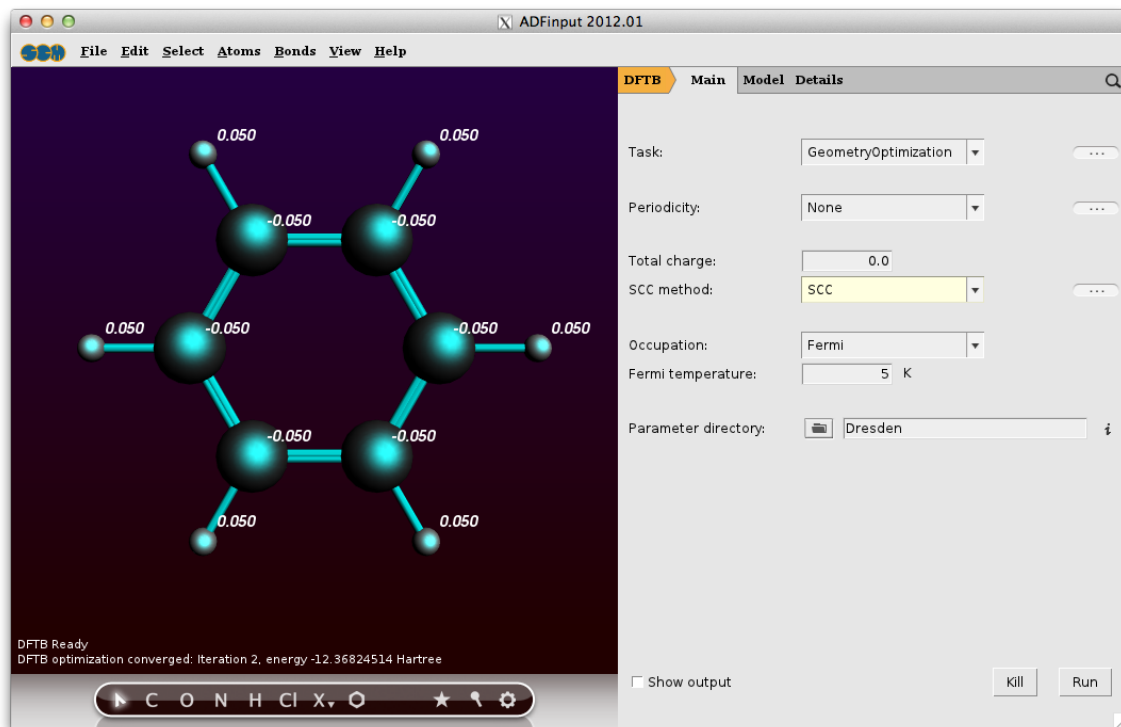 ADFinput 2012.01
SCM File Edit Select Atoms Bonds View Help
DFTB Main Model Details
0.050 0.050
Task: GeometryOptimization ...
-0.050 -0.050
Periodicity: None ...
Total charge: 0.0
SCC method: SCC ...
0.050 -0.050 -0.050 0.050
Occupation: Fermi
Fermi temperature: 5 K
Parameter directory: Dresden i
-0.050 -0.050
0.050 0.050
DFTB Ready
DFTB optimization converged: Iteration 2, energy -12.36824514 Hartree
Show output Kill Run
C O N H Cl X